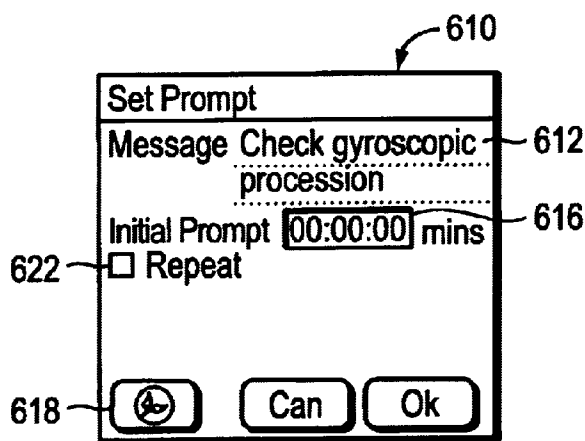 610
Set Prompt
Message Check gyroscopic 612
procession
Initial Prompt 00:00:00 mins 616
622 Repeat
618 Can Ok